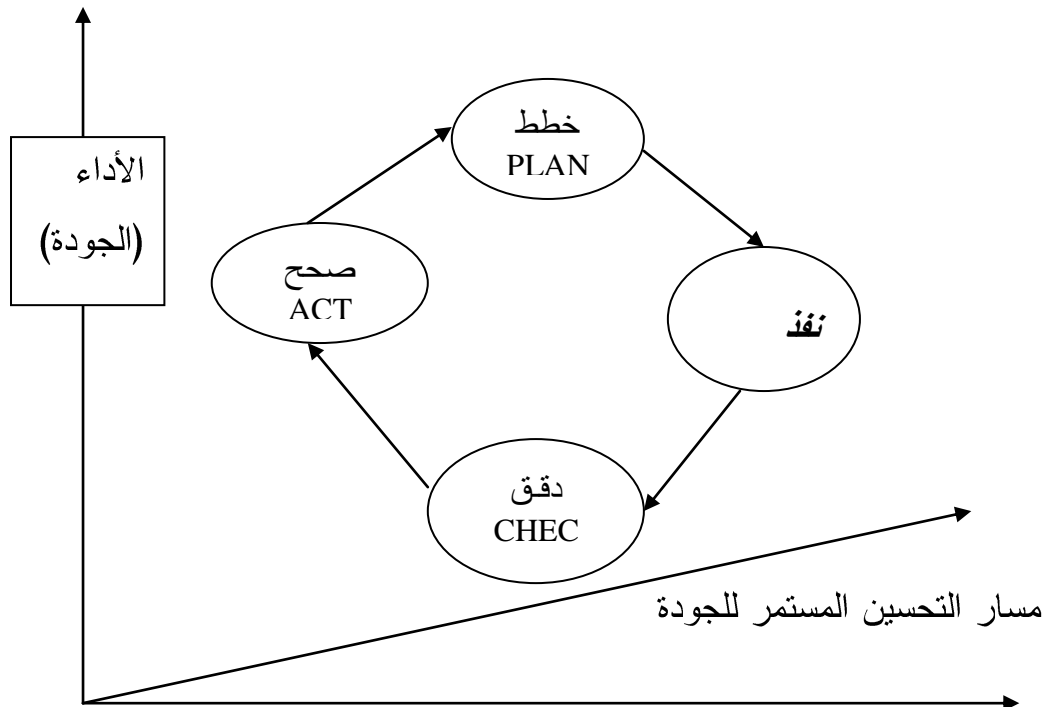 خطط
PLAN
الأداء
(الجودة)
صحح
ACT
نفذ
دقق
CHEC
مسار التحسين المستمر للجودة